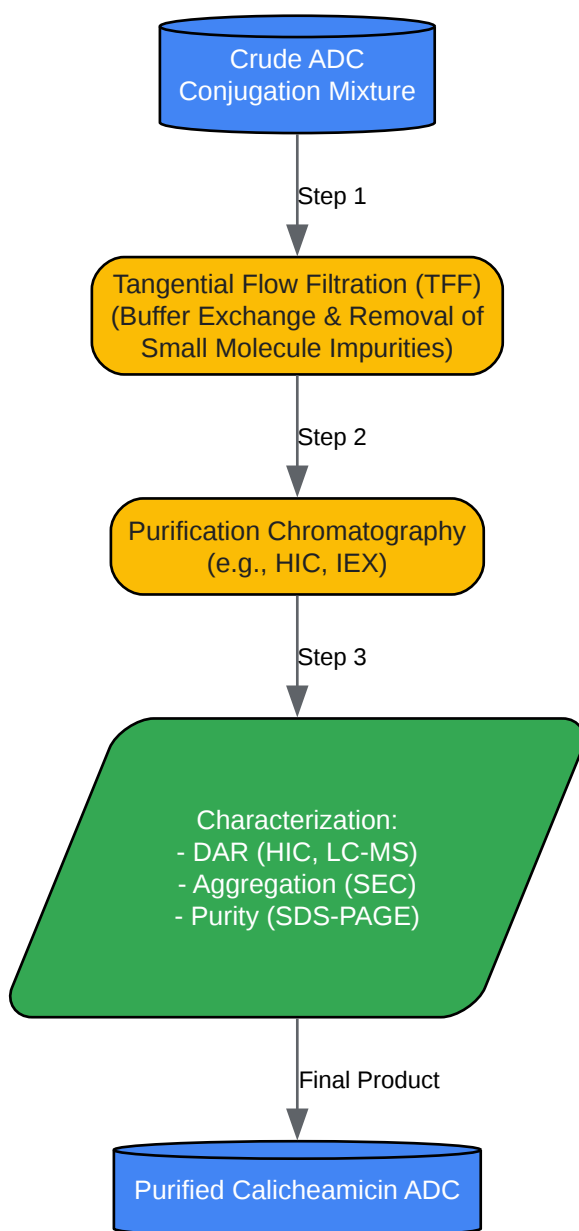 Crude ADC
Conjugation Mixture
Step 1
Tangential Flow Filtration (TFF)
(Buffer Exchange & Removal of
Small Molecule Impurities)
Step 2
Purification Chromatography
(e.g., HIC, IEX)
Step 3
Characterization:
- DAR (HIC, LC-MS)
- Aggregation (SEC)
- Purity (SDS-PAGE)
Final Product
Purified Calicheamicin ADC